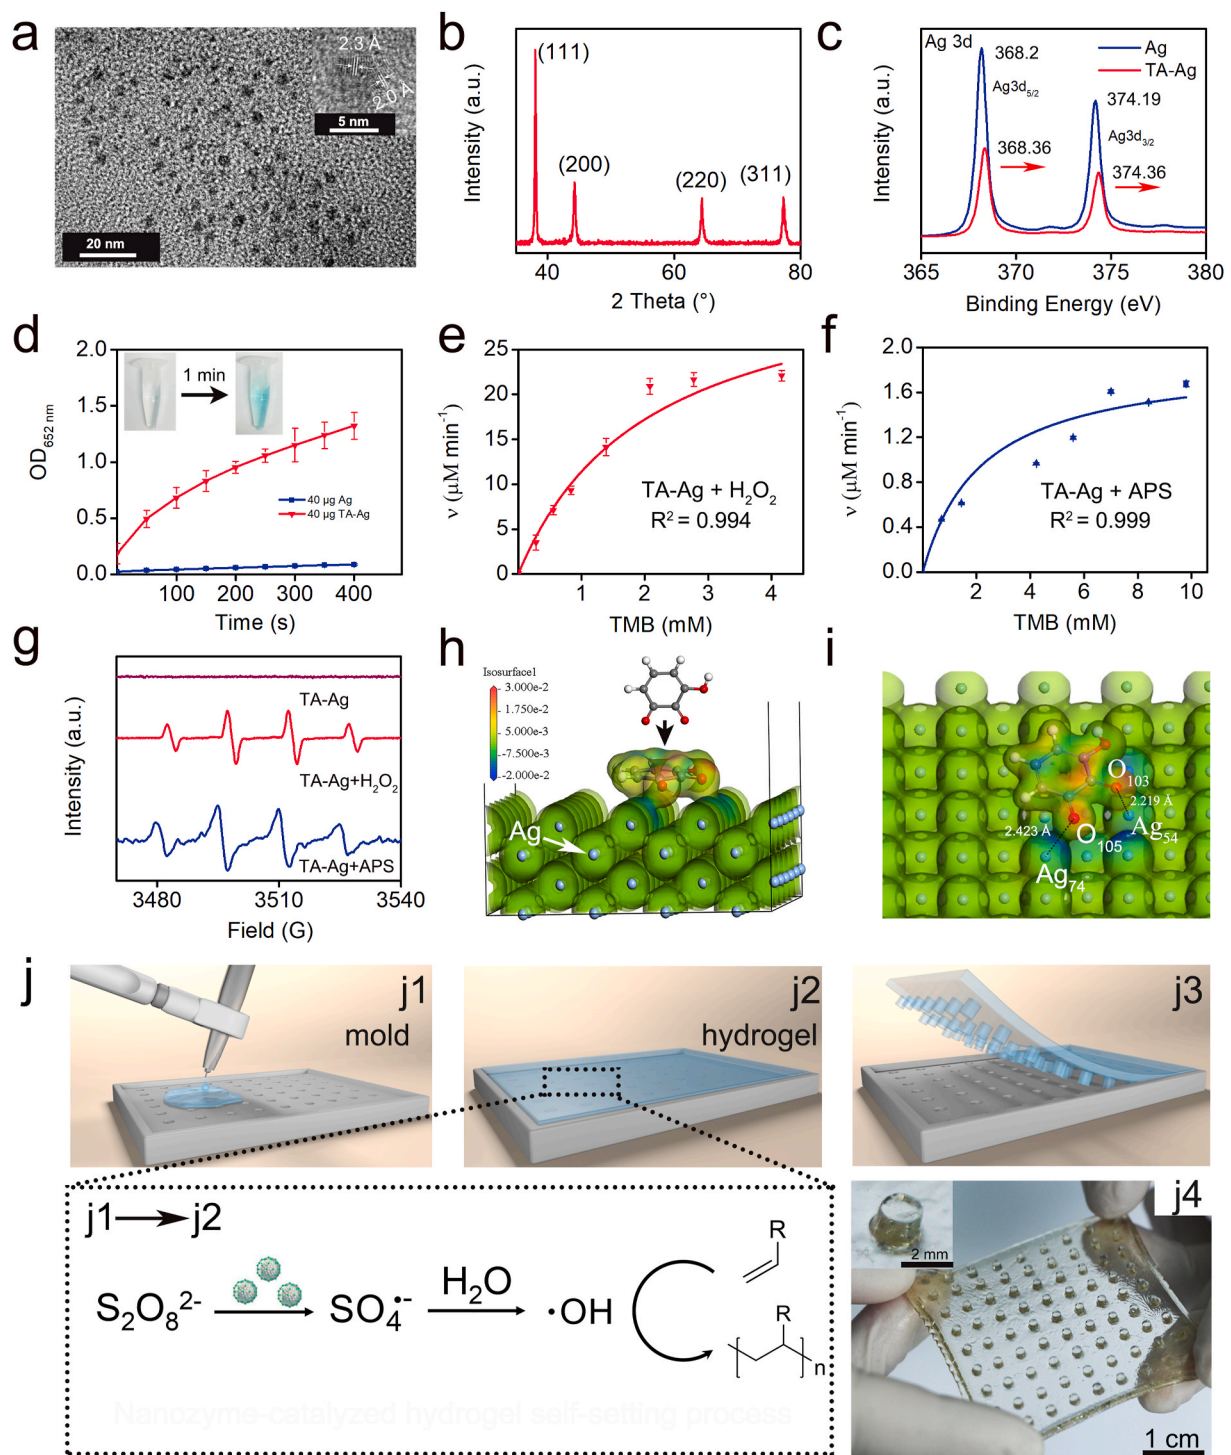 a
2.3 Å
2.0 Å
5 nm
20 nm
b
Intensity (a.u.)
(111)
(200)
(220)
(311)
40
60
80
2 Theta (°)
c
Intensity (a.u.)
Ag 3d
368.2
Ag3d5/2
368.36
Ag
TA-Ag
374.19
Ag3d3/2
374.36
365
370
375
380
Binding Energy (eV)
d
OD652 nm
2.0
1.5
1.0
0.5
0.0
1 min
40 µg Ag
40 µg TA-Ag
100
200
300
400
Time (s)
e
ν (µM min⁻¹)
25
20
15
10
5
0
TA-Ag + H₂O₂
R² = 0.994
1
2
3
4
TMB (mM)
f
ν (µM min⁻¹)
2.0
1.6
1.2
0.8
0.4
0.0
TA-Ag + APS
R² = 0.999
2
4
6
8
10
TMB (mM)
g
Intensity (a.u.)
TA-Ag
TA-Ag+H₂O₂
TA-Ag+APS
3480
3510
3540
Field (G)
h
Isosurface1
3.000e-2
1.750e-2
5.000e-3
-7.500e-3
-2.000e-2
Ag
i
O103
2.219 Å
Ag54
2.423 Å
O105
Ag74
j
j1
mold
j2
hydrogel
j3
j1 → j2
S₂O₈²⁻
SO₄•⁻
H₂O
·OH
R
R
n
Nanozyme-catalyzed hydrogel self-setting process
j4
2 mm
1 cm